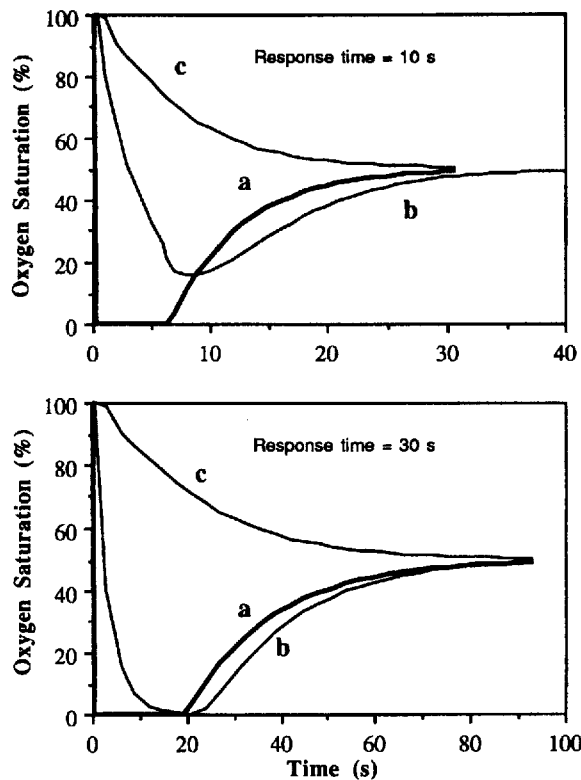 Oxygen Saturation (%)
100
80
60
40
20
0
c
Response time = 10 s
a
b
0 10 20 30 40
Oxygen Saturation (%)
100
80
60
40
20
0
c
Response time = 30 s
a
b
0 20 40 60 80 100
Time (s)